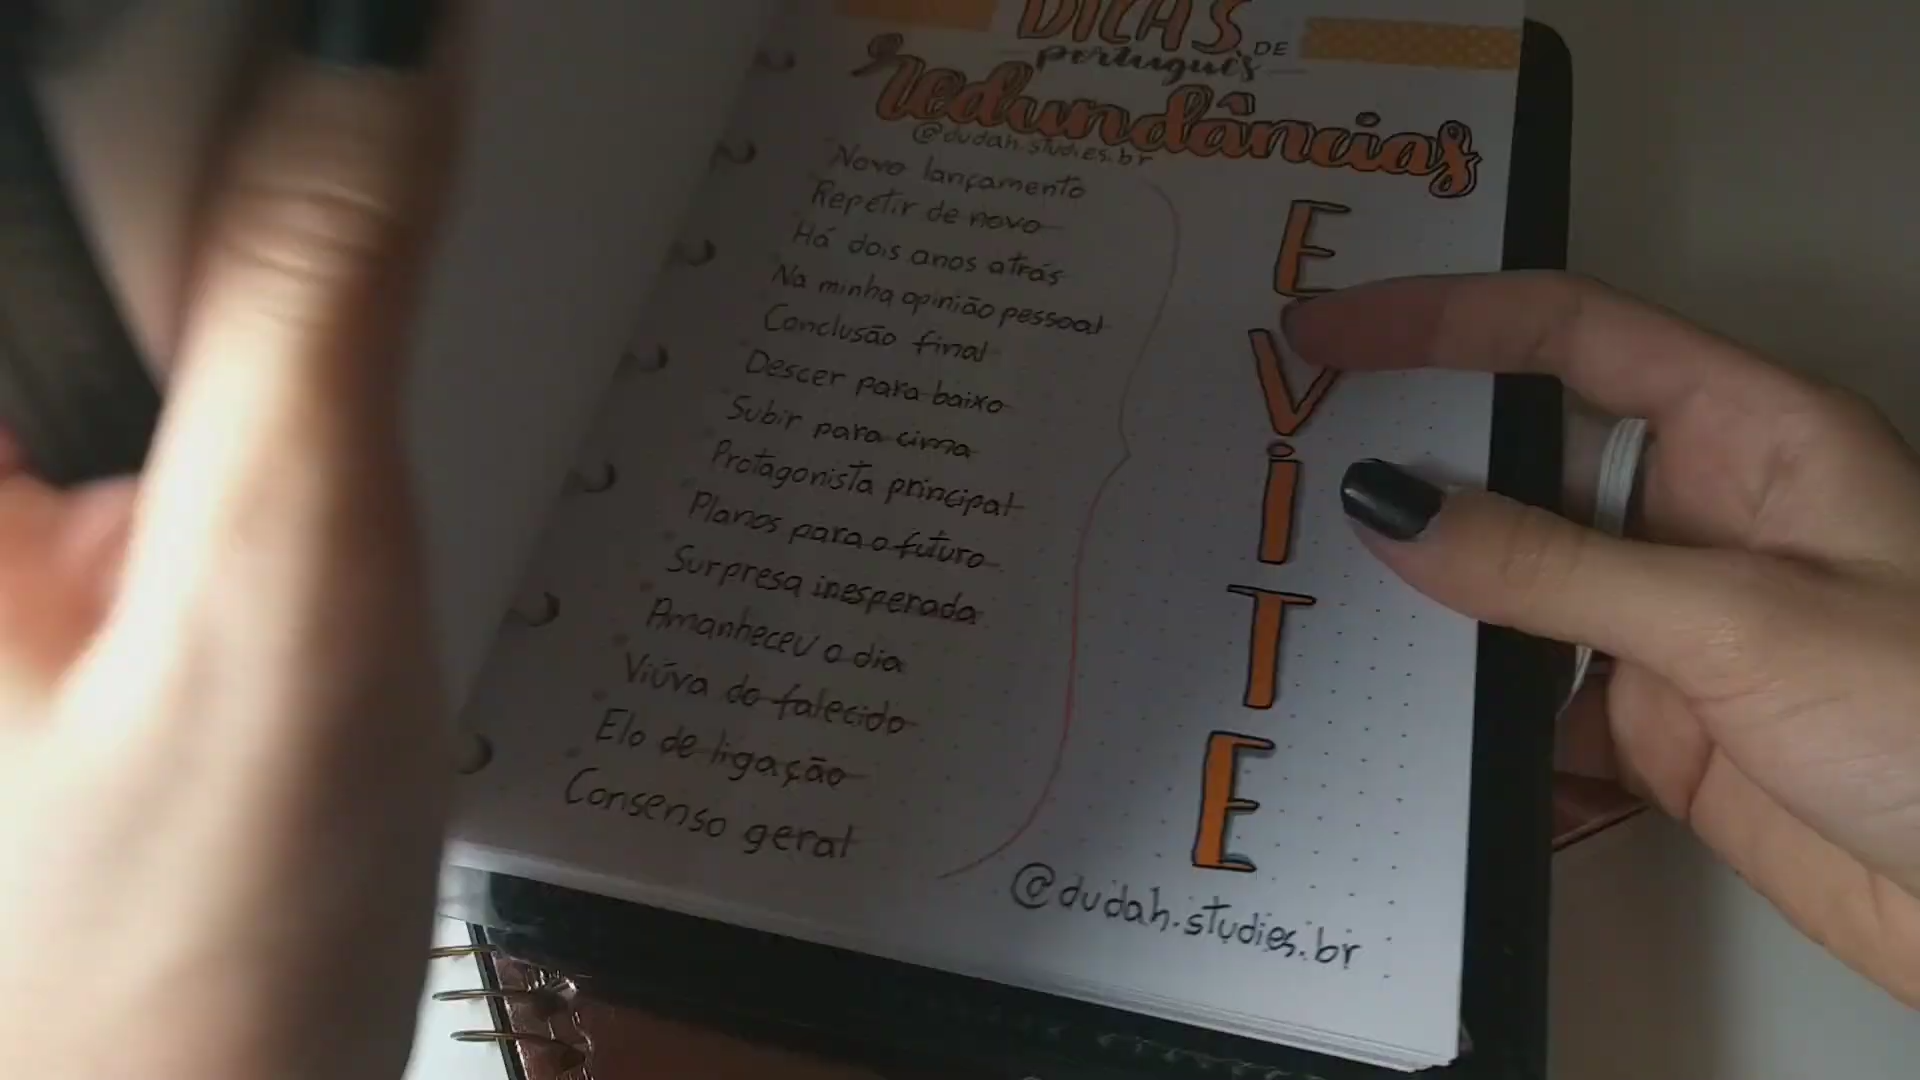 DICAS DE
português
redundâncias
@dudah.studies.br
Novo lançamento
Repetir de novo
Há dois anos atrás
Na minha opinião pessoal
Conclusão final
Descer para baixo
Subir para cima
Protagonista principal
Planos para o futuro
Surpresa inesperada
Amanheceu o dia
Viúva do falecido
Elo de ligação
Consenso geral
EVITE
@dudah.studies.br